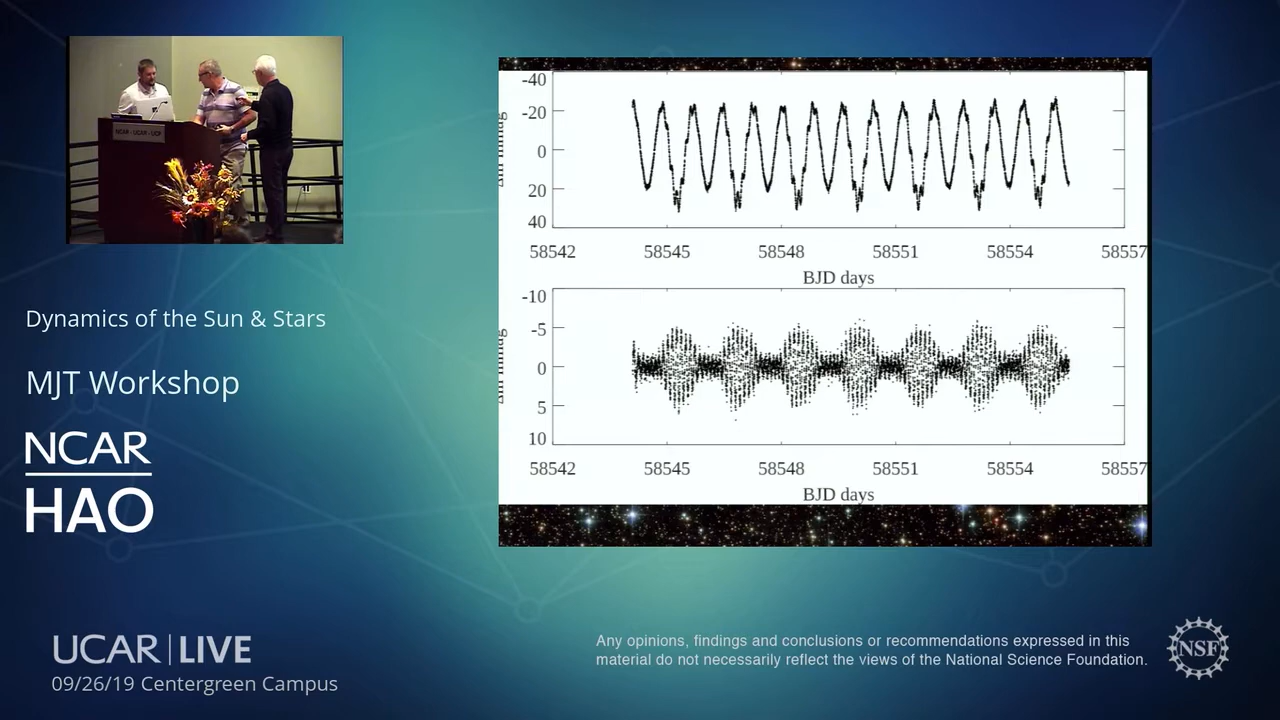 NCAR - UCAR - UCP
Dynamics of the Sun & Stars
MJT Workshop
NCAR
HAO
UCAR | LIVE
09/26/19 Centergreen Campus
-40
-20
0
20
40
58542 58545 58548 58551 58554 58557
BJD days
-10
-5
0
5
10
58542 58545 58548 58551 58554 58557
BJD days
Any opinions, findings and conclusions or recommendations expressed in this
material do not necessarily reflect the views of the National Science Foundation.
NSF